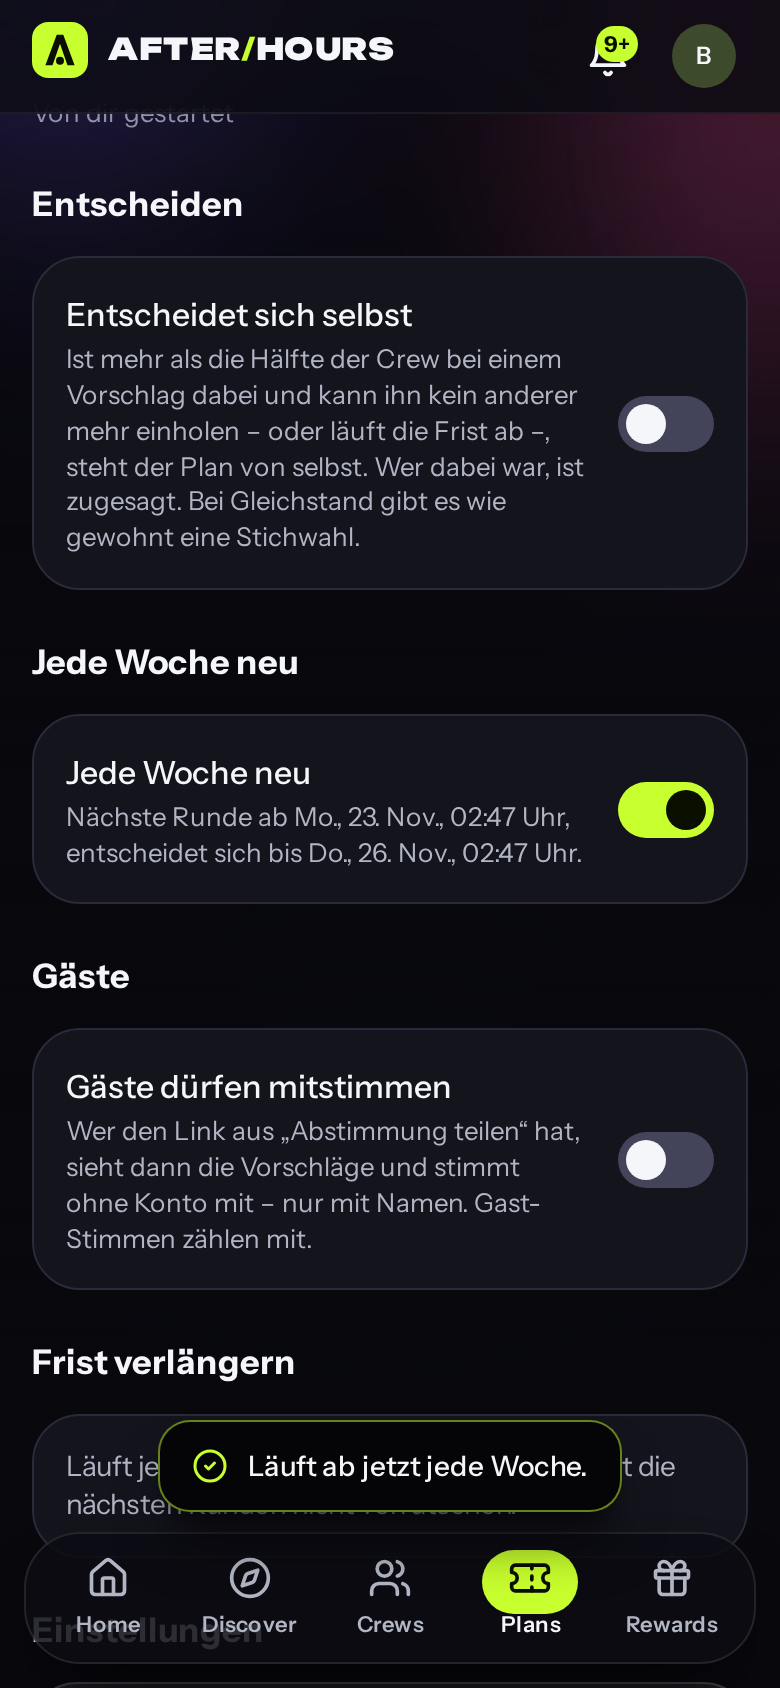 AFTER/HOURS
9+
B
Von dir gestartet
Entscheiden
Entscheidet sich selbst
Ist mehr als die Hälfte der Crew bei einem
Vorschlag dabei und kann ihn kein anderer
mehr einholen – oder läuft die Frist ab –,
steht der Plan von selbst. Wer dabei war, ist
zugesagt. Bei Gleichstand gibt es wie
gewohnt eine Stichwahl.
Jede Woche neu
Jede Woche neu
Nächste Runde ab Mo., 23. Nov., 02:47 Uhr,
entscheidet sich bis Do., 26. Nov., 02:47 Uhr.
Gäste
Gäste dürfen mitstimmen
Wer den Link aus „Abstimmung teilen“ hat,
sieht dann die Vorschläge und stimmt
ohne Konto mit – nur mit Namen. Gast-
Stimmen zählen mit.
Frist verlängern
Läuft t die
Läuft ab jetzt jede Woche.
nächsten
Einstellungen
Home Discover Crews Plans Rewards